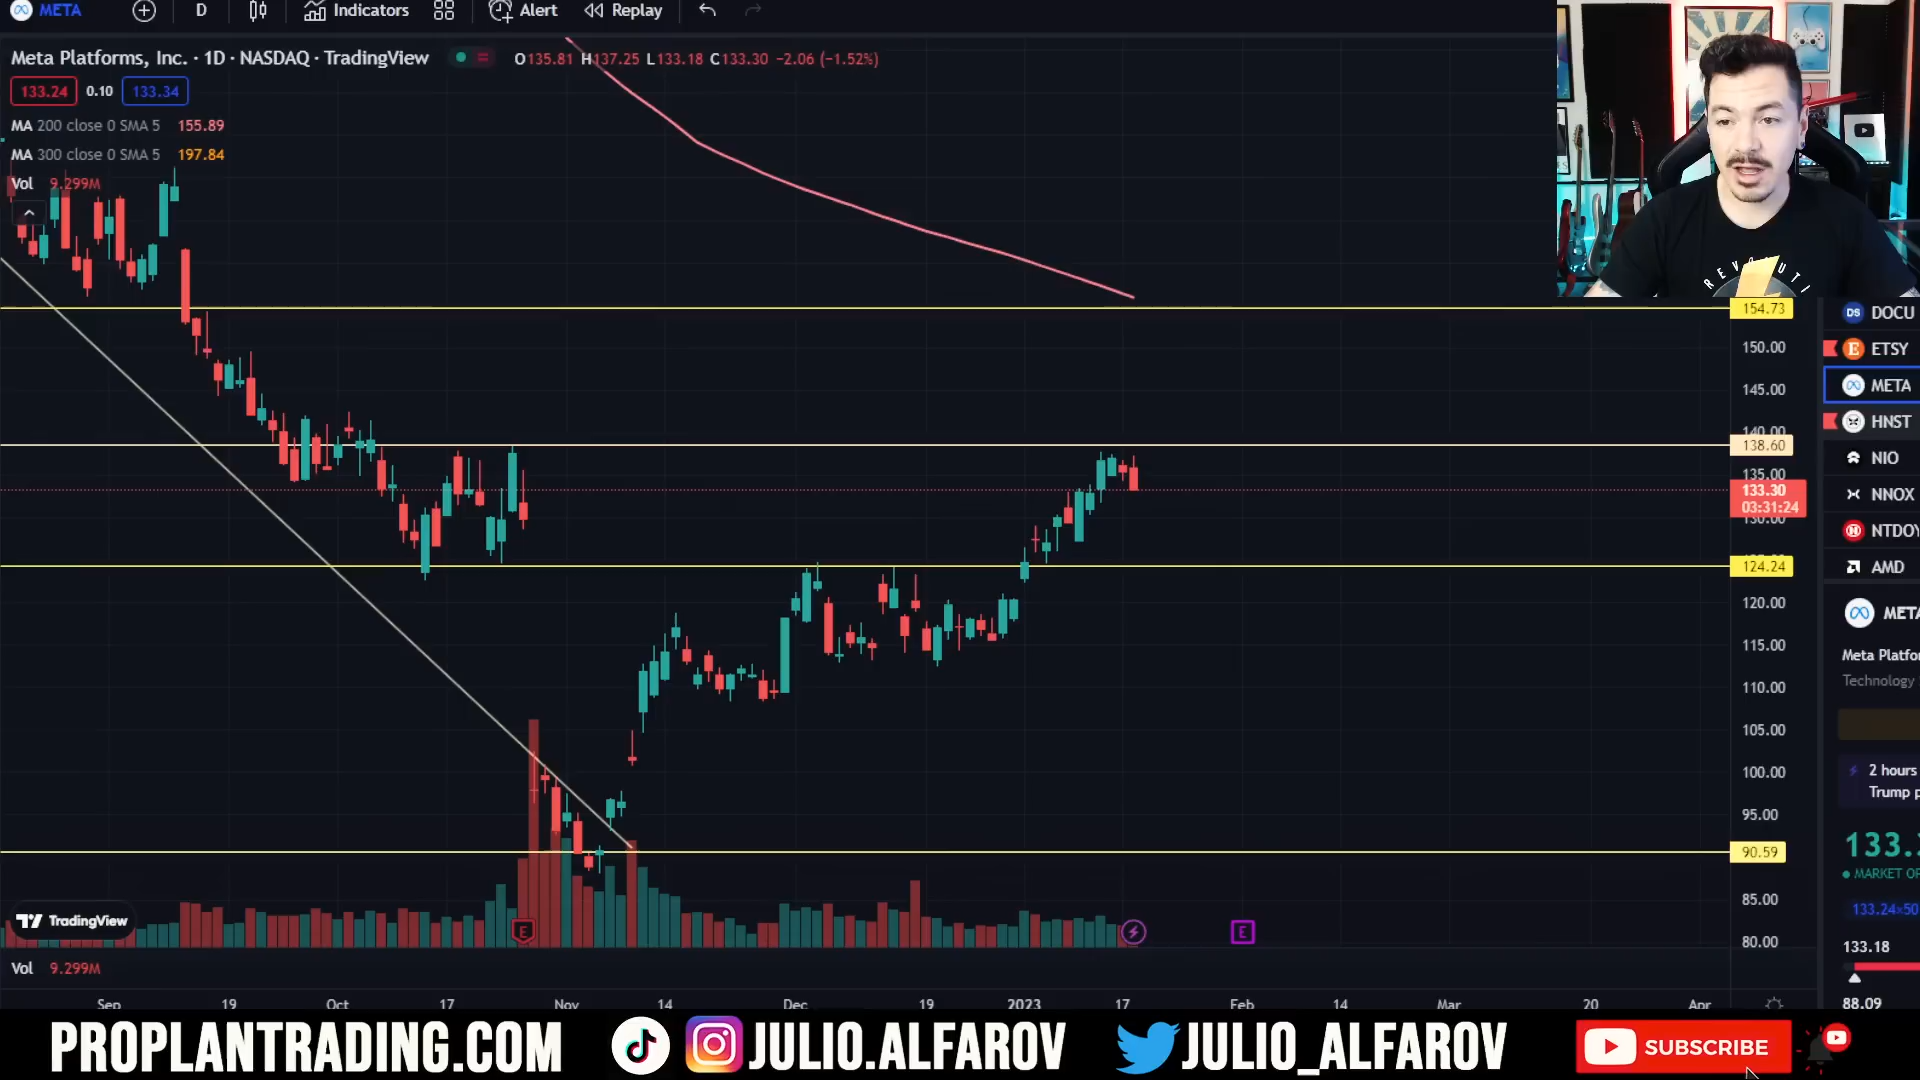 META
D
Indicators
Alert
Replay
Meta Platforms, Inc. · 1D · NASDAQ · TradingView
O135.81 H137.25 L133.18 C133.30 −2.06 (−1.52%)
133.24 0.10 133.34
MA 200 close 0 SMA 5 155.89
MA 300 close 0 SMA 5 197.84
Vol 9.299M
REVOLUTI
154.73
150.00
145.00
140.00
138.60
135.00
133.30
03:31:24
130.00
124.24
120.00
115.00
110.00
105.00
100.00
95.00
90.59
85.00
80.00
DS DOCU
E ETSY
META
HNST
NIO
NNOX
NTDOY
AMD
META
Meta Platfo
Technology
2 hours
Trump p
133.
MARKET OP
133.24×50
133.18
88.09
E
E
TradingView
Vol 9.299M
Sep 19 Oct 17 Nov 14 Dec 19 2023 17 Feb 14 Mar 20 Apr
PROPLANTRADING.COM
JULIO.ALFAROV
JULIO_ALFAROV
SUBSCRIBE